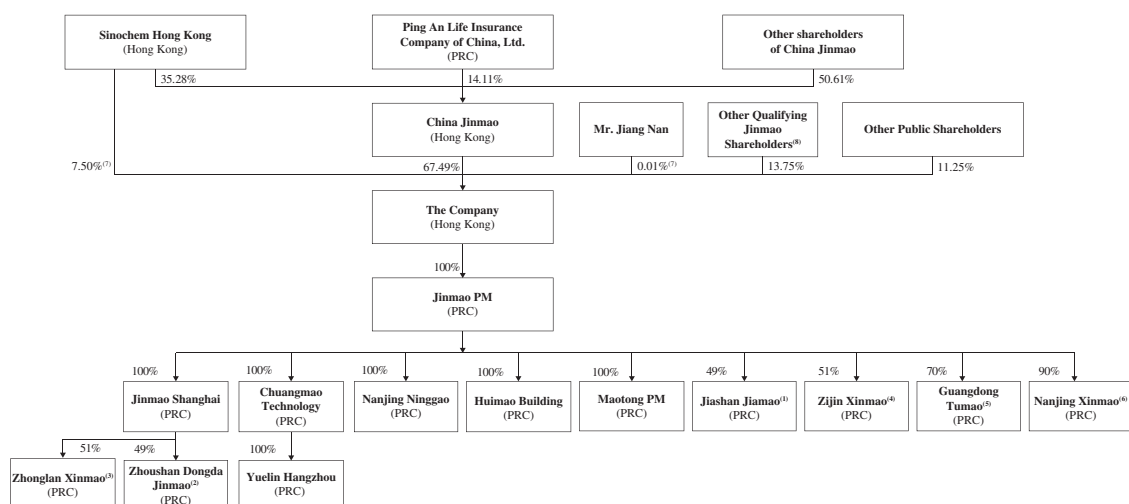 Sinochem Hong Kong
(Hong Kong)
Ping An Life Insurance
Company of China, Ltd.
(PRC)
Other shareholders
of China Jinmao
35.28%
14.11%
50.61%
China Jinmao
(Hong Kong)
Mr. Jiang Nan
Other Qualifying
Jinmao
Shareholders(8)
Other Public Shareholders
7.50%(7)
67.49%
0.01%(7)
13.75%
11.25%
The Company
(Hong Kong)
100%
Jinmao PM
(PRC)
100%
100%
100%
100%
100%
49%
51%
70%
90%
Jinmao Shanghai
(PRC)
Chuangmao
Technology
(PRC)
Nanjing Ninggao
(PRC)
Huimao Building
(PRC)
Maotong PM
(PRC)
Jiashan Jiamao(1)
(PRC)
Zijin Xinmao(4)
(PRC)
Guangdong
Tumao(5)
(PRC)
Nanjing Xinmao(6)
(PRC)
51%
49%
100%
Zhonglan Xinmao(3)
(PRC)
Zhoushan Dongda
Jinmao(2)
(PRC)
Yuelin Hangzhou
(PRC)